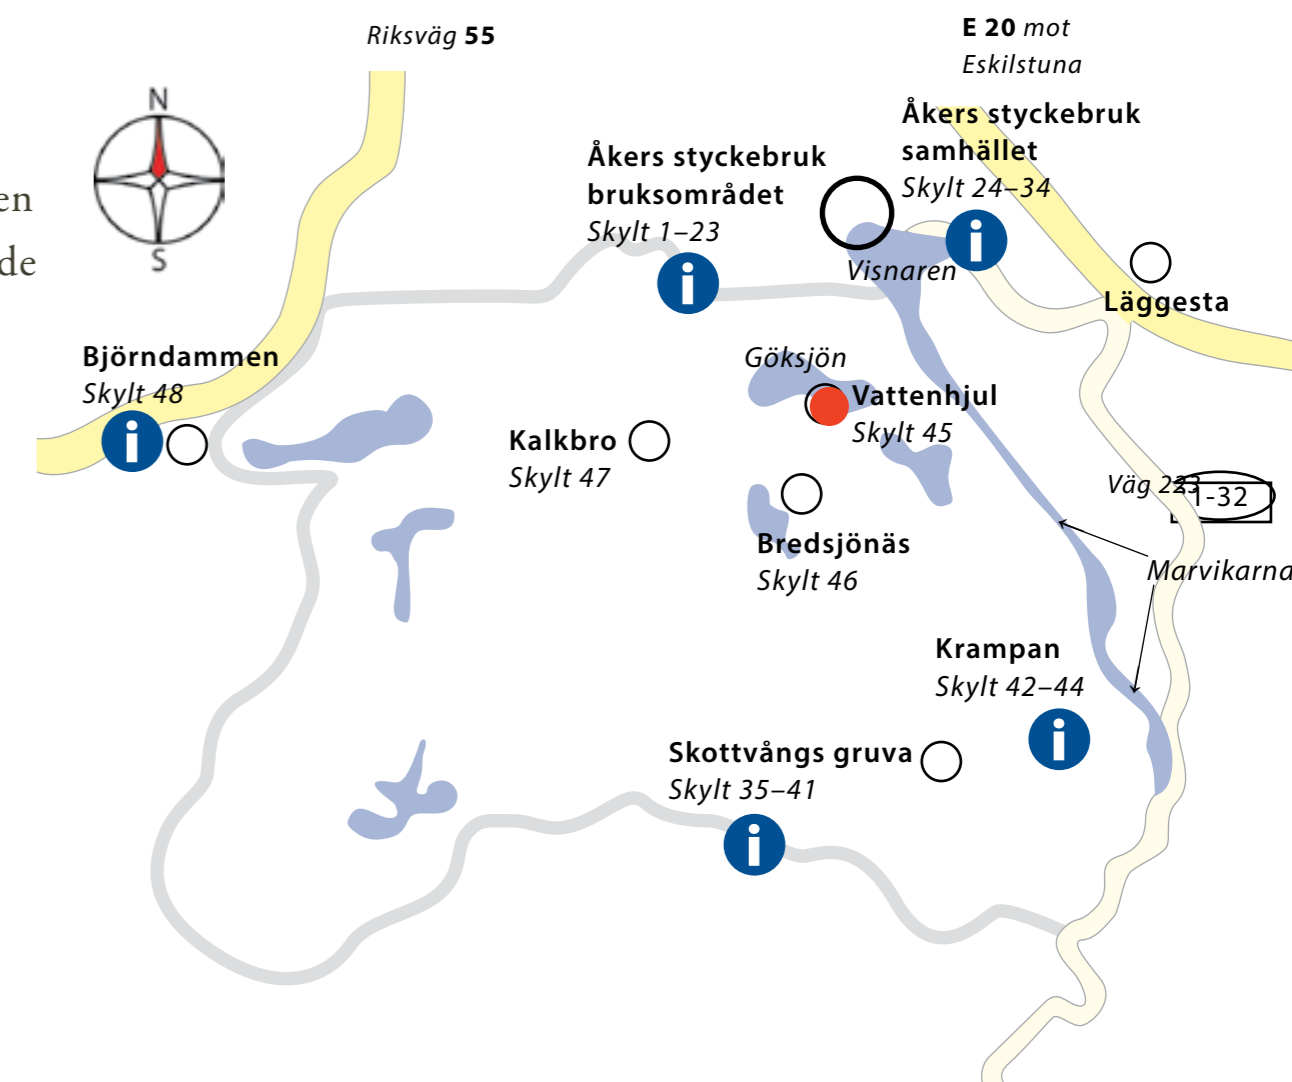 Riksväg 55
E 20 mot
Eskilstuna
N
S
en
de
Åkers styckebruk
samhället
Skylt 24–34
Åkers styckebruk
bruksområdet
Skylt 1–23
Visnaren
Läggesta
Björndammen
Skylt 48
i
i
i
Göksjön
Vattenhjul
Skylt 45
Kalkbro
Skylt 47
Väg 223
1-32
Bredsjönäs
Skylt 46
Marvikarna
Krampan
Skylt 42–44
i
Skottvångs gruva
Skylt 35–41
i